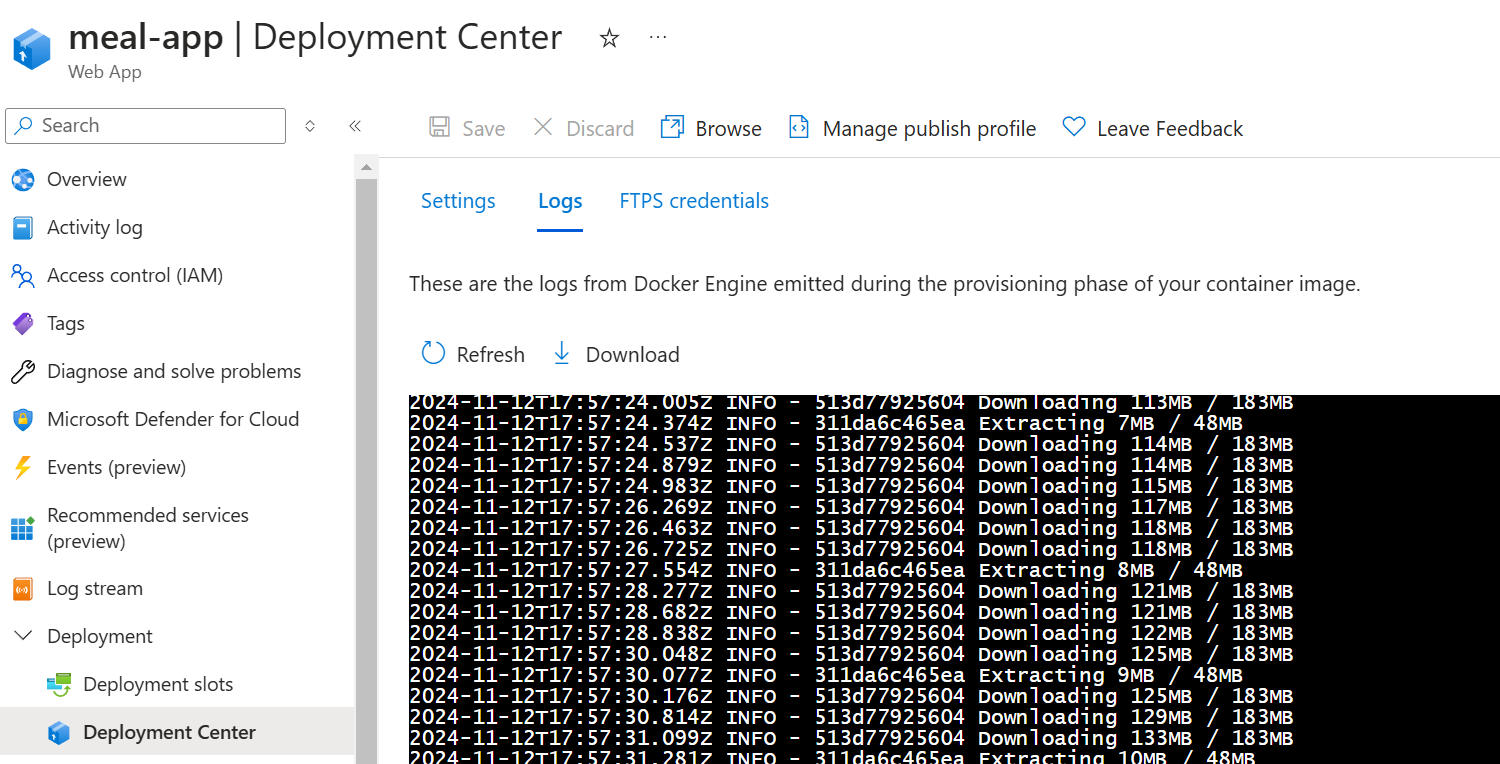 meal-app | Deployment Center
Web App
Search
Save
Discard
Browse
Manage publish profile
Leave Feedback
Overview
Activity log
Access control (IAM)
Tags
Diagnose and solve problems
Microsoft Defender for Cloud
Events (preview)
Recommended services
(preview)
Log stream
Deployment
Deployment slots
Deployment Center
Settings
Logs
FTPS credentials
These are the logs from Docker Engine emitted during the provisioning phase of your container image.
Refresh
Download
2024-11-12T17:57:24.005Z INFO - 513d77925604 Downloading 113MB / 183MB
2024-11-12T17:57:24.374Z INFO - 311da6c465ea Extracting 7MB / 48MB
2024-11-12T17:57:24.537Z INFO - 513d77925604 Downloading 114MB / 183MB
2024-11-12T17:57:24.879Z INFO - 513d77925604 Downloading 114MB / 183MB
2024-11-12T17:57:24.983Z INFO - 513d77925604 Downloading 115MB / 183MB
2024-11-12T17:57:26.269Z INFO - 513d77925604 Downloading 117MB / 183MB
2024-11-12T17:57:26.463Z INFO - 513d77925604 Downloading 118MB / 183MB
2024-11-12T17:57:26.725Z INFO - 513d77925604 Downloading 118MB / 183MB
2024-11-12T17:57:27.554Z INFO - 311da6c465ea Extracting 8MB / 48MB
2024-11-12T17:57:28.277Z INFO - 513d77925604 Downloading 121MB / 183MB
2024-11-12T17:57:28.682Z INFO - 513d77925604 Downloading 121MB / 183MB
2024-11-12T17:57:28.838Z INFO - 513d77925604 Downloading 122MB / 183MB
2024-11-12T17:57:30.048Z INFO - 513d77925604 Downloading 125MB / 183MB
2024-11-12T17:57:30.077Z INFO - 311da6c465ea Extracting 9MB / 48MB
2024-11-12T17:57:30.176Z INFO - 513d77925604 Downloading 125MB / 183MB
2024-11-12T17:57:30.814Z INFO - 513d77925604 Downloading 129MB / 183MB
2024-11-12T17:57:31.099Z INFO - 513d77925604 Downloading 133MB / 183MB
2024-11-12T17:57:31.281Z INFO - 311da6c465ea Extracting 10MB / 48MB